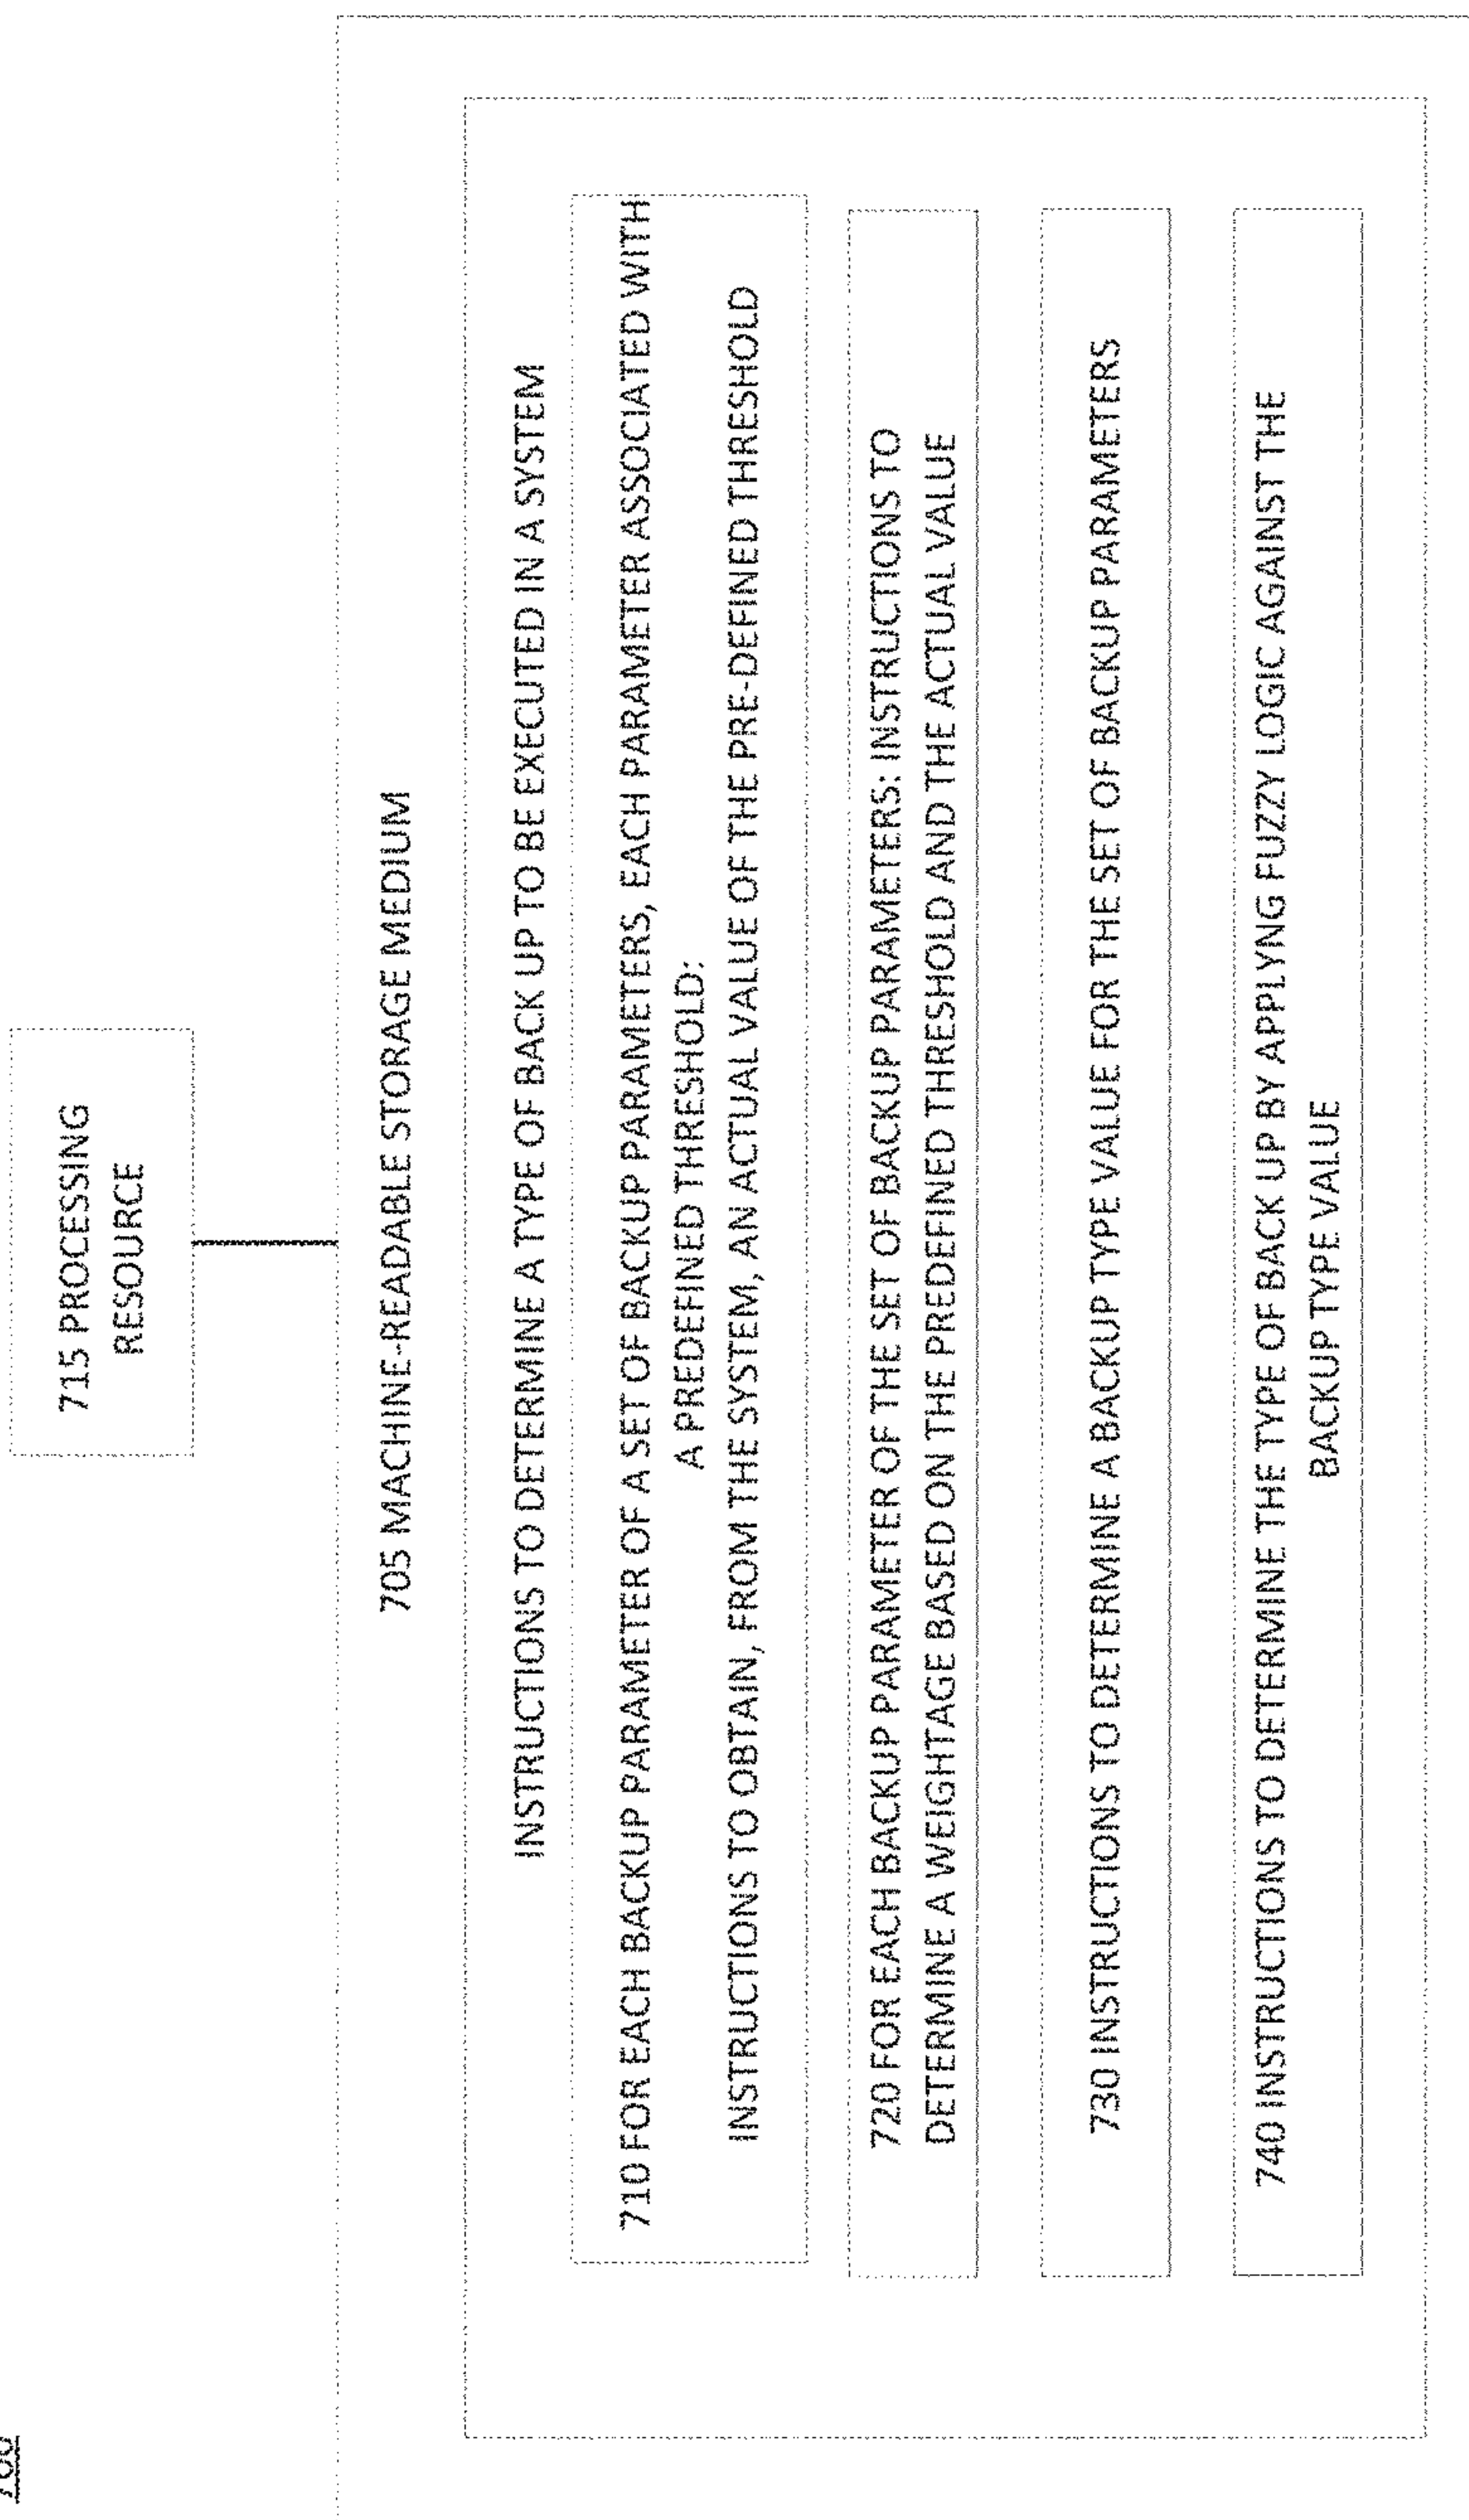 700
715 PROCESSING
RESOURCE
705 MACHINE-READABLE STORAGE MEDIUM
INSTRUCTIONS TO DETERMINE A TYPE OF BACK UP TO BE EXECUTED IN A SYSTEM
710 FOR EACH BACKUP PARAMETER OF A SET OF BACKUP PARAMETERS, EACH PARAMETER ASSOCIATED WITH
A PREDEFINED THRESHOLD:
INSTRUCTIONS TO OBTAIN, FROM THE SYSTEM, AN ACTUAL VALUE OF THE PRE-DEFINED THRESHOLD
720 FOR EACH BACKUP PARAMETER OF THE SET OF BACKUP PARAMETERS: INSTRUCTIONS TO
DETERMINE A WEIGHTAGE BASED ON THE PREDEFINED THRESHOLD AND THE ACTUAL VALUE
730 INSTRUCTIONS TO DETERMINE A BACKUP TYPE VALUE FOR THE SET OF BACKUP PARAMETERS
740 INSTRUCTIONS TO DETERMINE THE TYPE OF BACK UP BY APPLYNG FUZZY LOGIC AGAINST THE
BACKUP TYPE VALUE